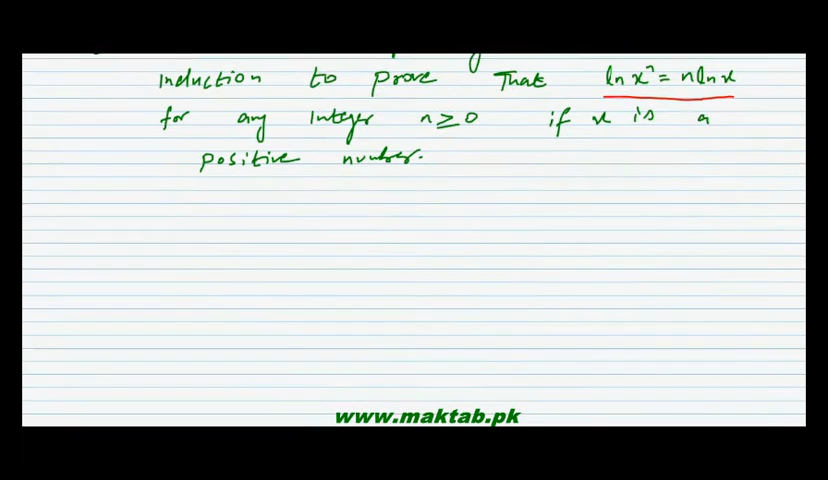 induction to prove That ln xⁿ = n ln x
for any integer n ≥ 0 if x is a
positive number.
www.maktab.pk